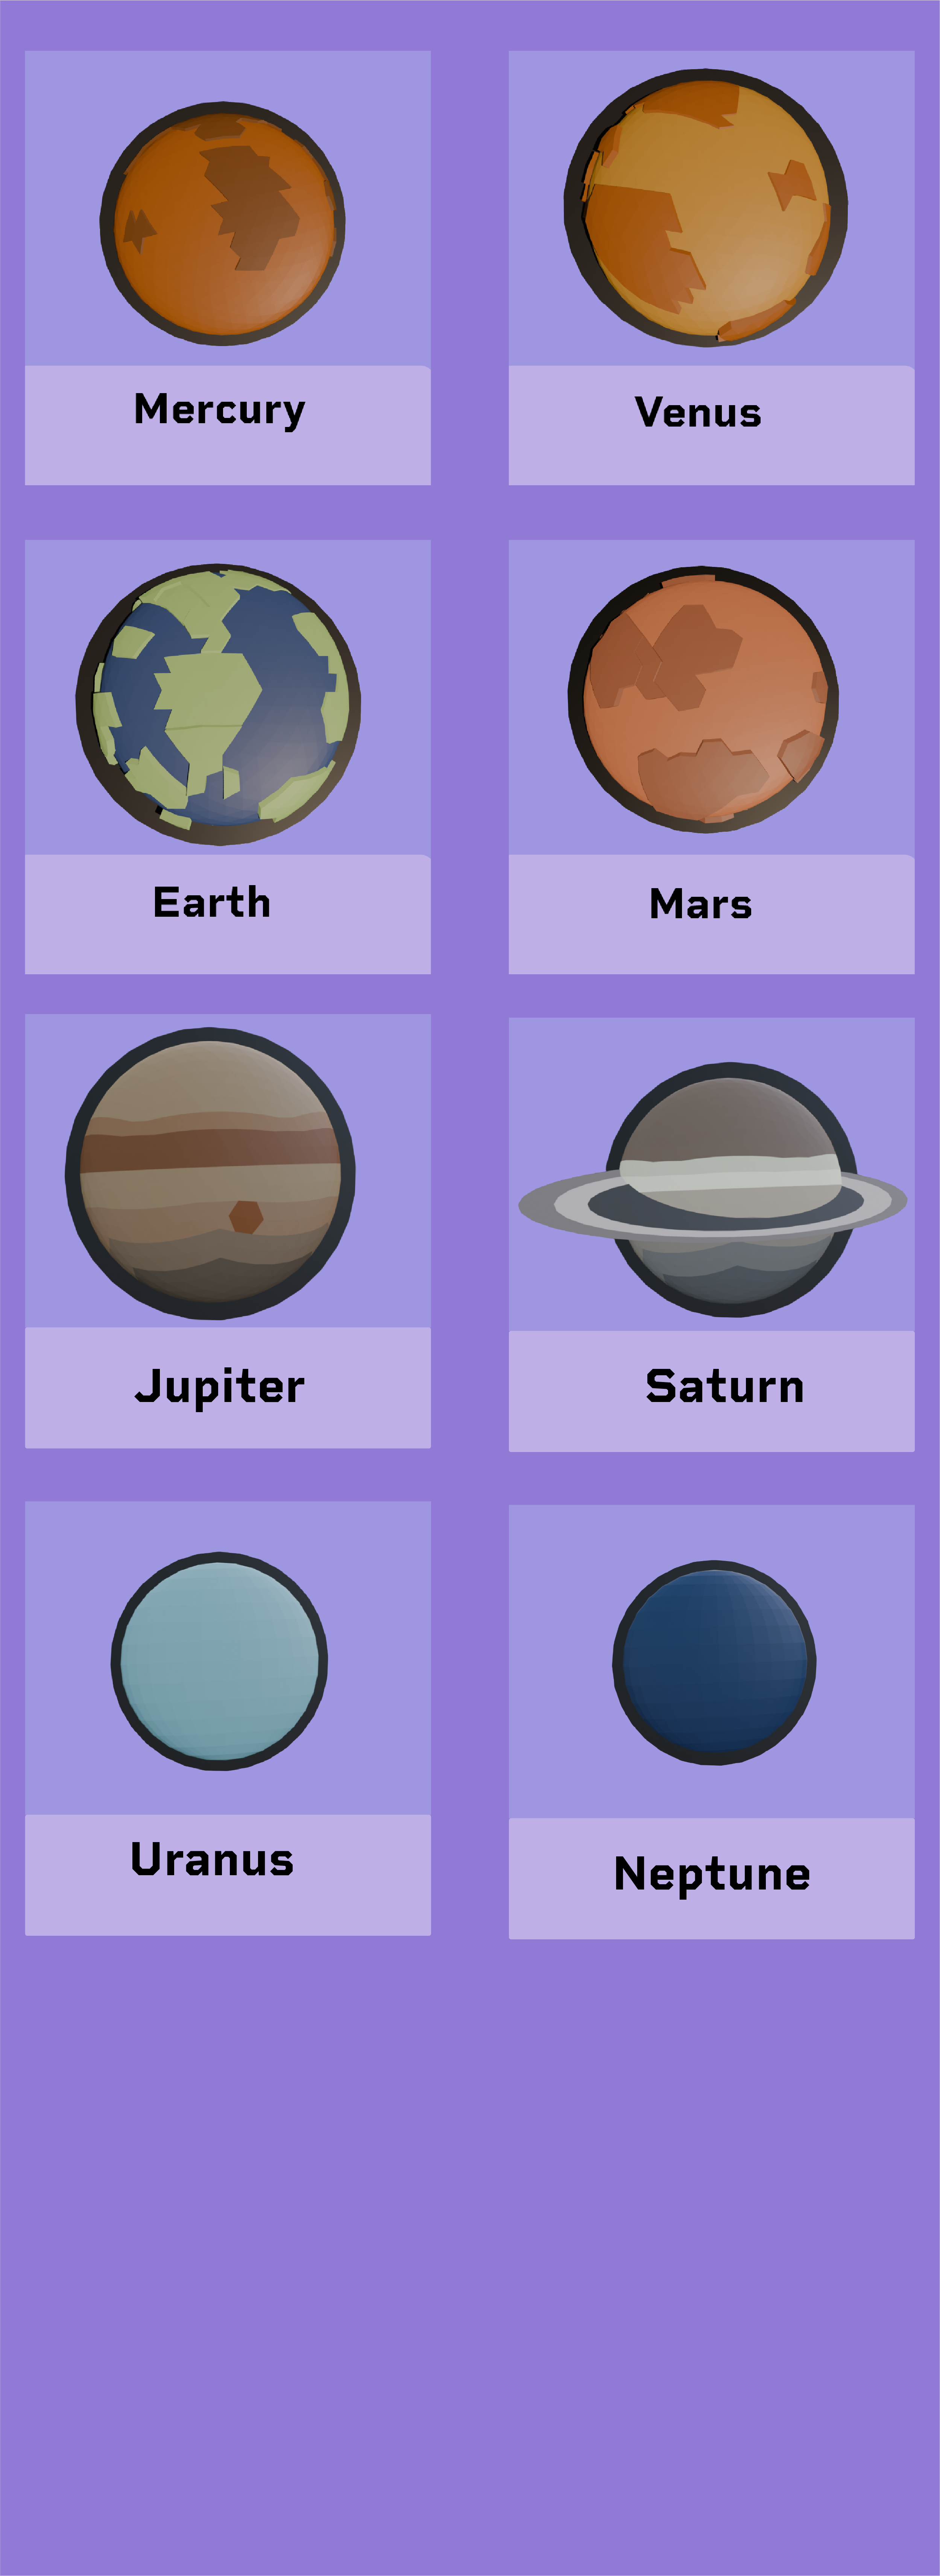 Mercury
Venus
Earth
Mars
Jupiter
Saturn
Uranus
Neptune